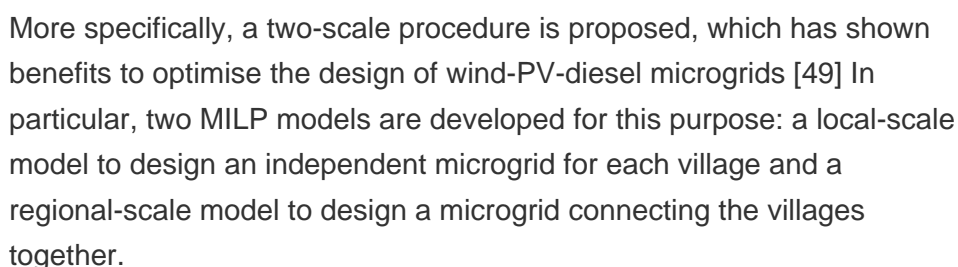 More specifically, a two-scale procedure is proposed, which has shown
benefits to optimise the design of wind-PV-diesel microgrids [49] In
particular, two MILP models are developed for this purpose: a local-scale
model to design an independent microgrid for each village and a
regional-scale model to design a microgrid connecting the villages
together.